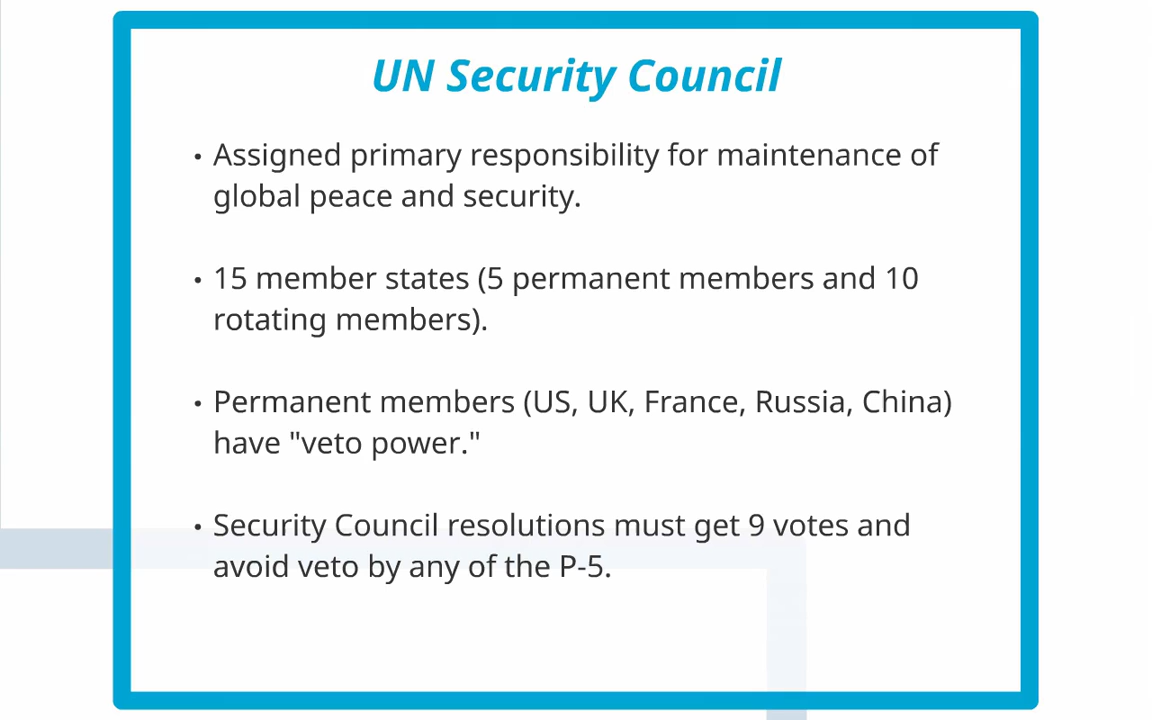 UN Security Council
• Assigned primary responsibility for maintenance of
global peace and security.
• 15 member states (5 permanent members and 10
rotating members).
• Permanent members (US, UK, France, Russia, China)
have "veto power."
• Security Council resolutions must get 9 votes and
avoid veto by any of the P-5.